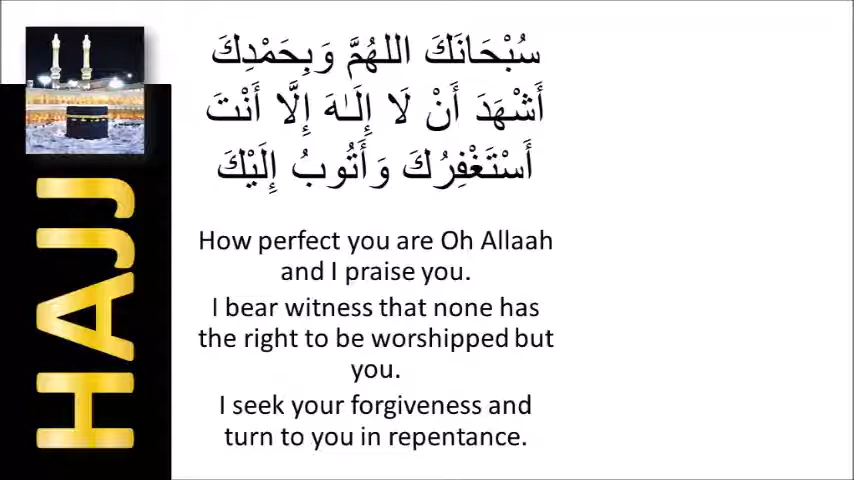 سُبْحَانَكَ اللهُمَّ وَبِحَمْدِكَ
أَشْهَدَ أَنْ لَا إِلَـٰهَ إِلَّا أَنْتَ
أَسْتَغْفِرُكَ وَأَتُوبُ إِلَيْكَ
How perfect you are Oh Allaah
and I praise you.
I bear witness that none has
the right to be worshipped but
you.
I seek your forgiveness and
turn to you in repentance.
HAJJ